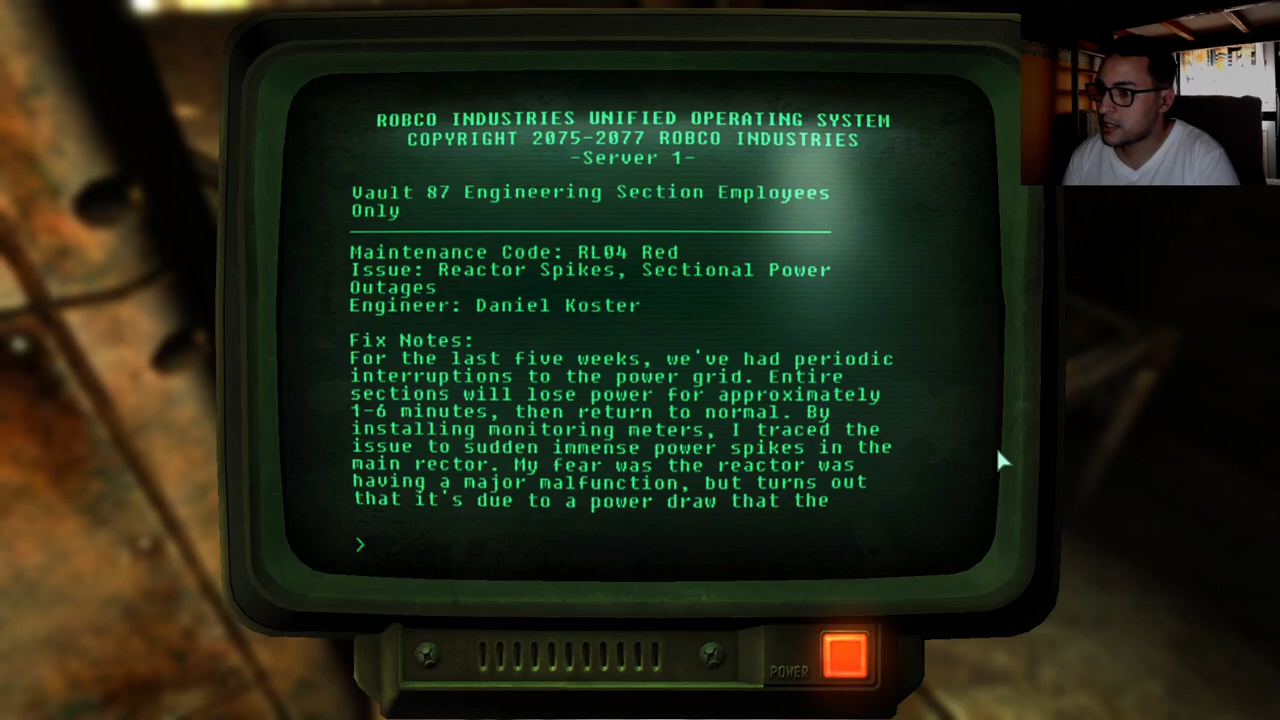 ROBCO INDUSTRIES UNIFIED OPERATING SYSTEM
COPYRIGHT 2075-2077 ROBCO INDUSTRIES
-Server 1-
Vault 87 Engineering Section Employees
Only
Maintenance Code: RL04 Red
Issue: Reactor Spikes, Sectional Power
Outages
Engineer: Daniel Koster
Fix Notes:
For the last five weeks, we've had periodic
interruptions to the power grid. Entire
sections will lose power for approximately
1-6 minutes, then return to normal. By
installing monitoring meters, I traced the
issue to sudden immense power spikes in the
main rector. My fear was the reactor was
having a major malfunction, but turns out
that it's due to a power draw that the
>
POWER